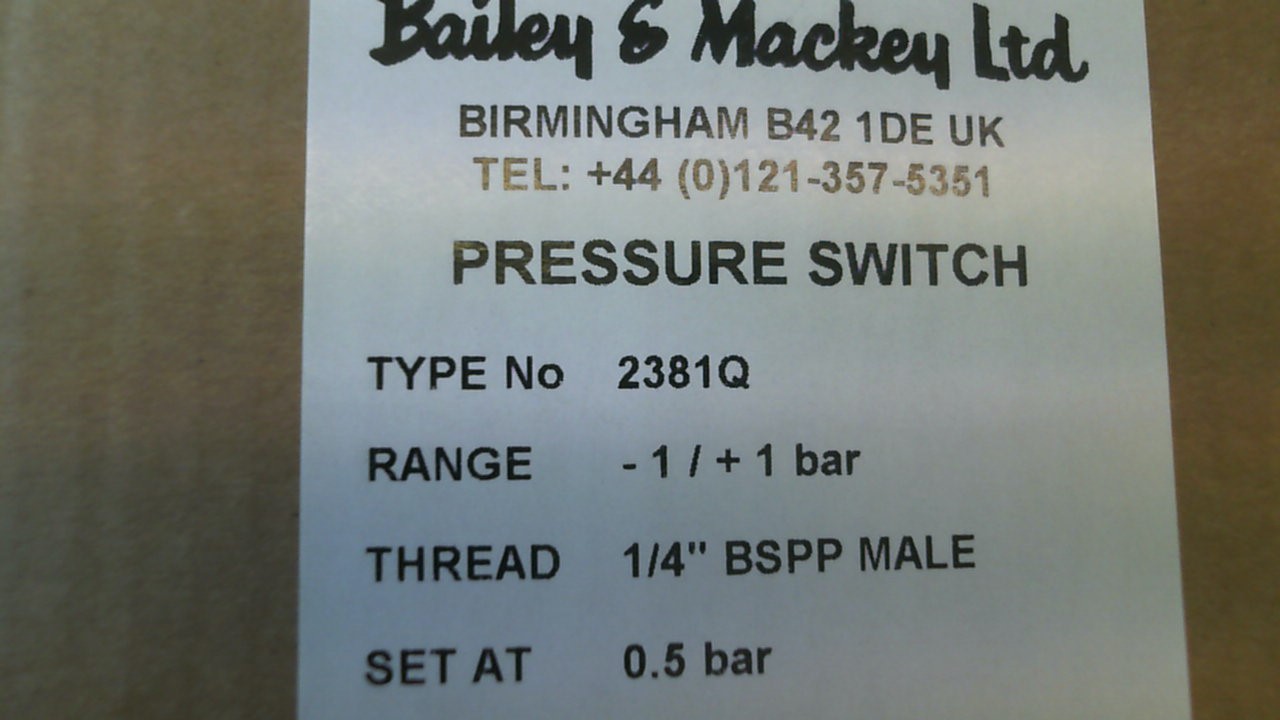 Bailey & Mackey Ltd
BIRMINGHAM B42 1DE UK
TEL: +44 (0)121-357-5351
PRESSURE SWITCH
TYPE No 2381Q
RANGE - 1 / + 1 bar
THREAD 1/4" BSPP MALE
SET AT 0.5 bar